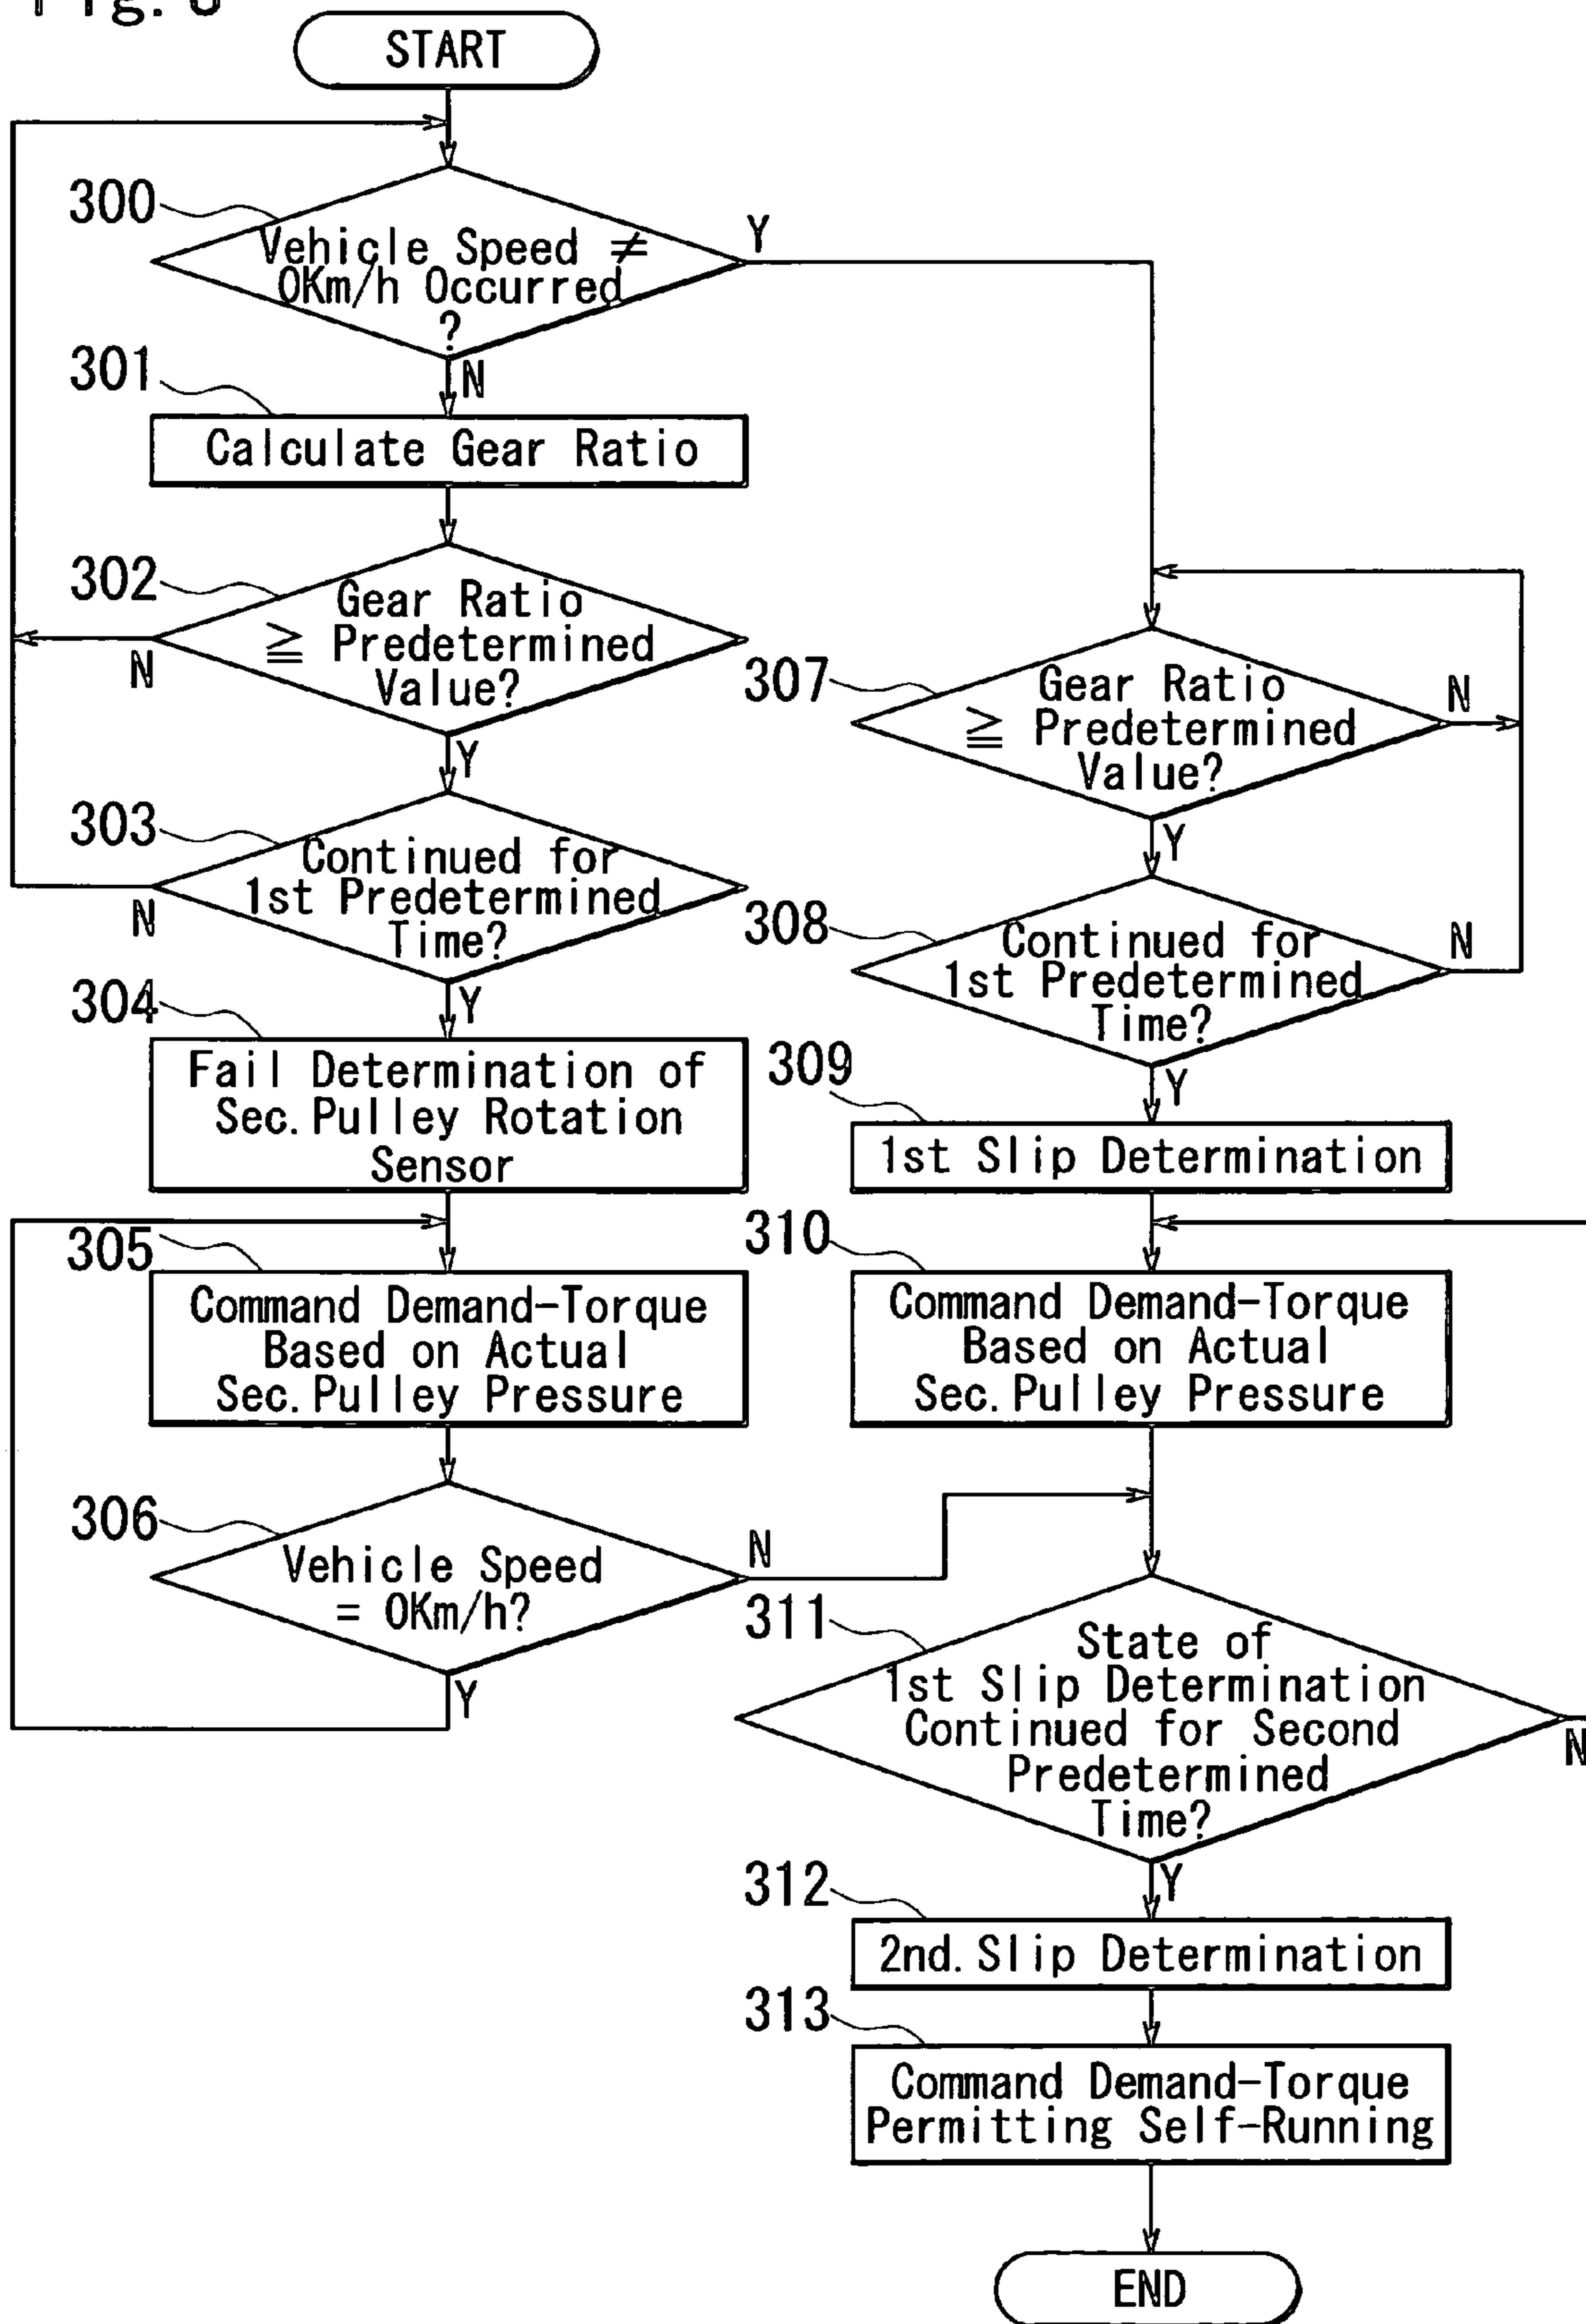 START
300
Vehicle Speed ≠
0Km/h Occurred
?
Y
N
301
Calculate Gear Ratio
302
Gear Ratio
≧ Predetermined
Value?
N
Y
303
Continued for
1st Predetermined
Time?
N
Y
304
Fail Determination of
Sec. Pulley Rotation
Sensor
305
Command Demand-Torque
Based on Actual
Sec. Pulley Pressure
306
Vehicle Speed
= 0Km/h?
N
Y
307
Gear Ratio
≧ Predetermined
Value?
N
Y
308
Continued for
1st Predetermined
Time?
N
Y
309
1st Slip Determination
310
Command Demand-Torque
Based on Actual
Sec. Pulley Pressure
311
State of
1st Slip Determination
Continued for Second
Predetermined
Time?
N
Y
312
2nd. Slip Determination
313
Command Demand-Torque
Permitting Self-Running
END